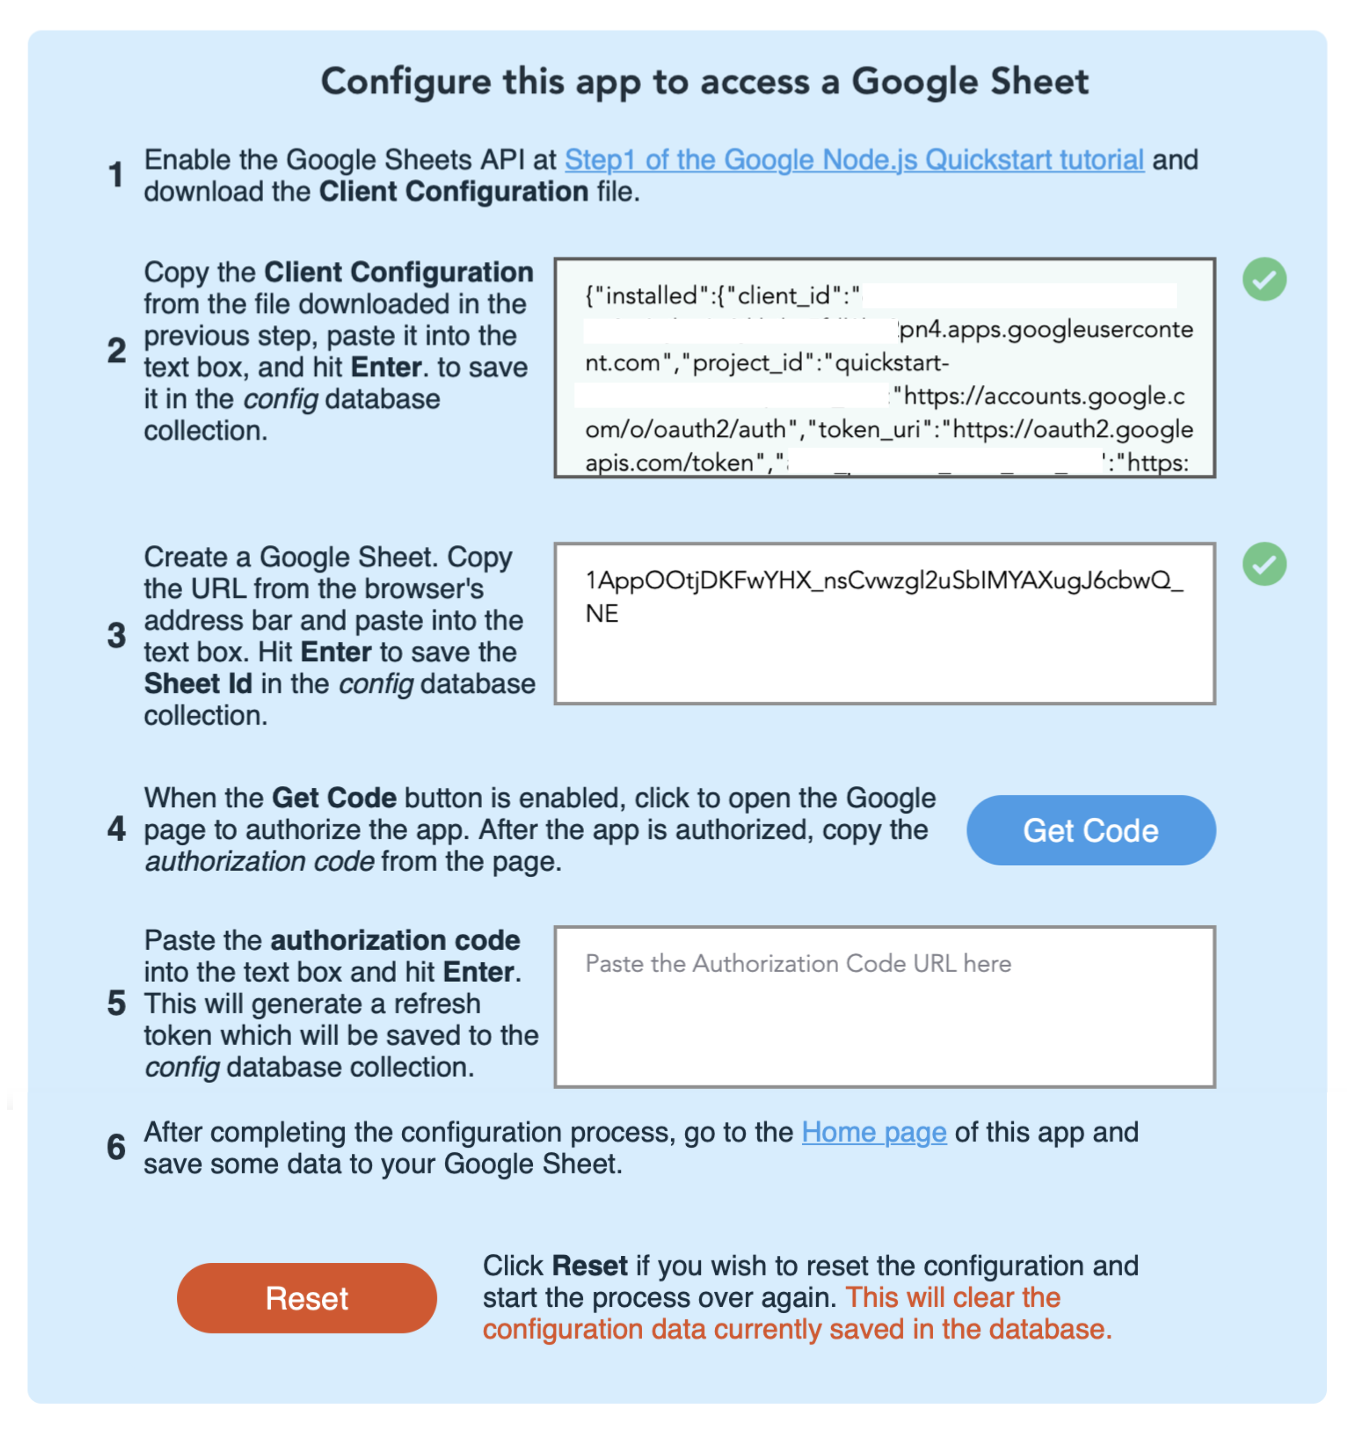 Configure this app to access a Google Sheet
1
Enable the Google Sheets API at Step1 of the Google Node.js Quickstart tutorial and
download the Client Configuration file.
2
Copy the Client Configuration
from the file downloaded in the
previous step, paste it into the
text box, and hit Enter. to save
it in the config database
collection.
{"installed":{"client_id":"
pn4.apps.googleuserconte
nt.com","project_id":"quickstart-
"https://accounts.google.c
om/o/oauth2/auth","token_uri":"https://oauth2.google
apis.com/token","
":"https:
3
Create a Google Sheet. Copy
the URL from the browser's
address bar and paste into the
text box. Hit Enter to save the
Sheet Id in the config database
collection.
1AppOOtjDKFwYHX_nsCvwzgl2uSbIMYAXugJ6cbwQ_
NE
4
When the Get Code button is enabled, click to open the Google
page to authorize the app. After the app is authorized, copy the
authorization code from the page.
Get Code
5
Paste the authorization code
into the text box and hit Enter.
This will generate a refresh
token which will be saved to the
config database collection.
Paste the Authorization Code URL here
6
After completing the configuration process, go to the Home page of this app and
save some data to your Google Sheet.
Reset
Click Reset if you wish to reset the configuration and
start the process over again. This will clear the
configuration data currently saved in the database.